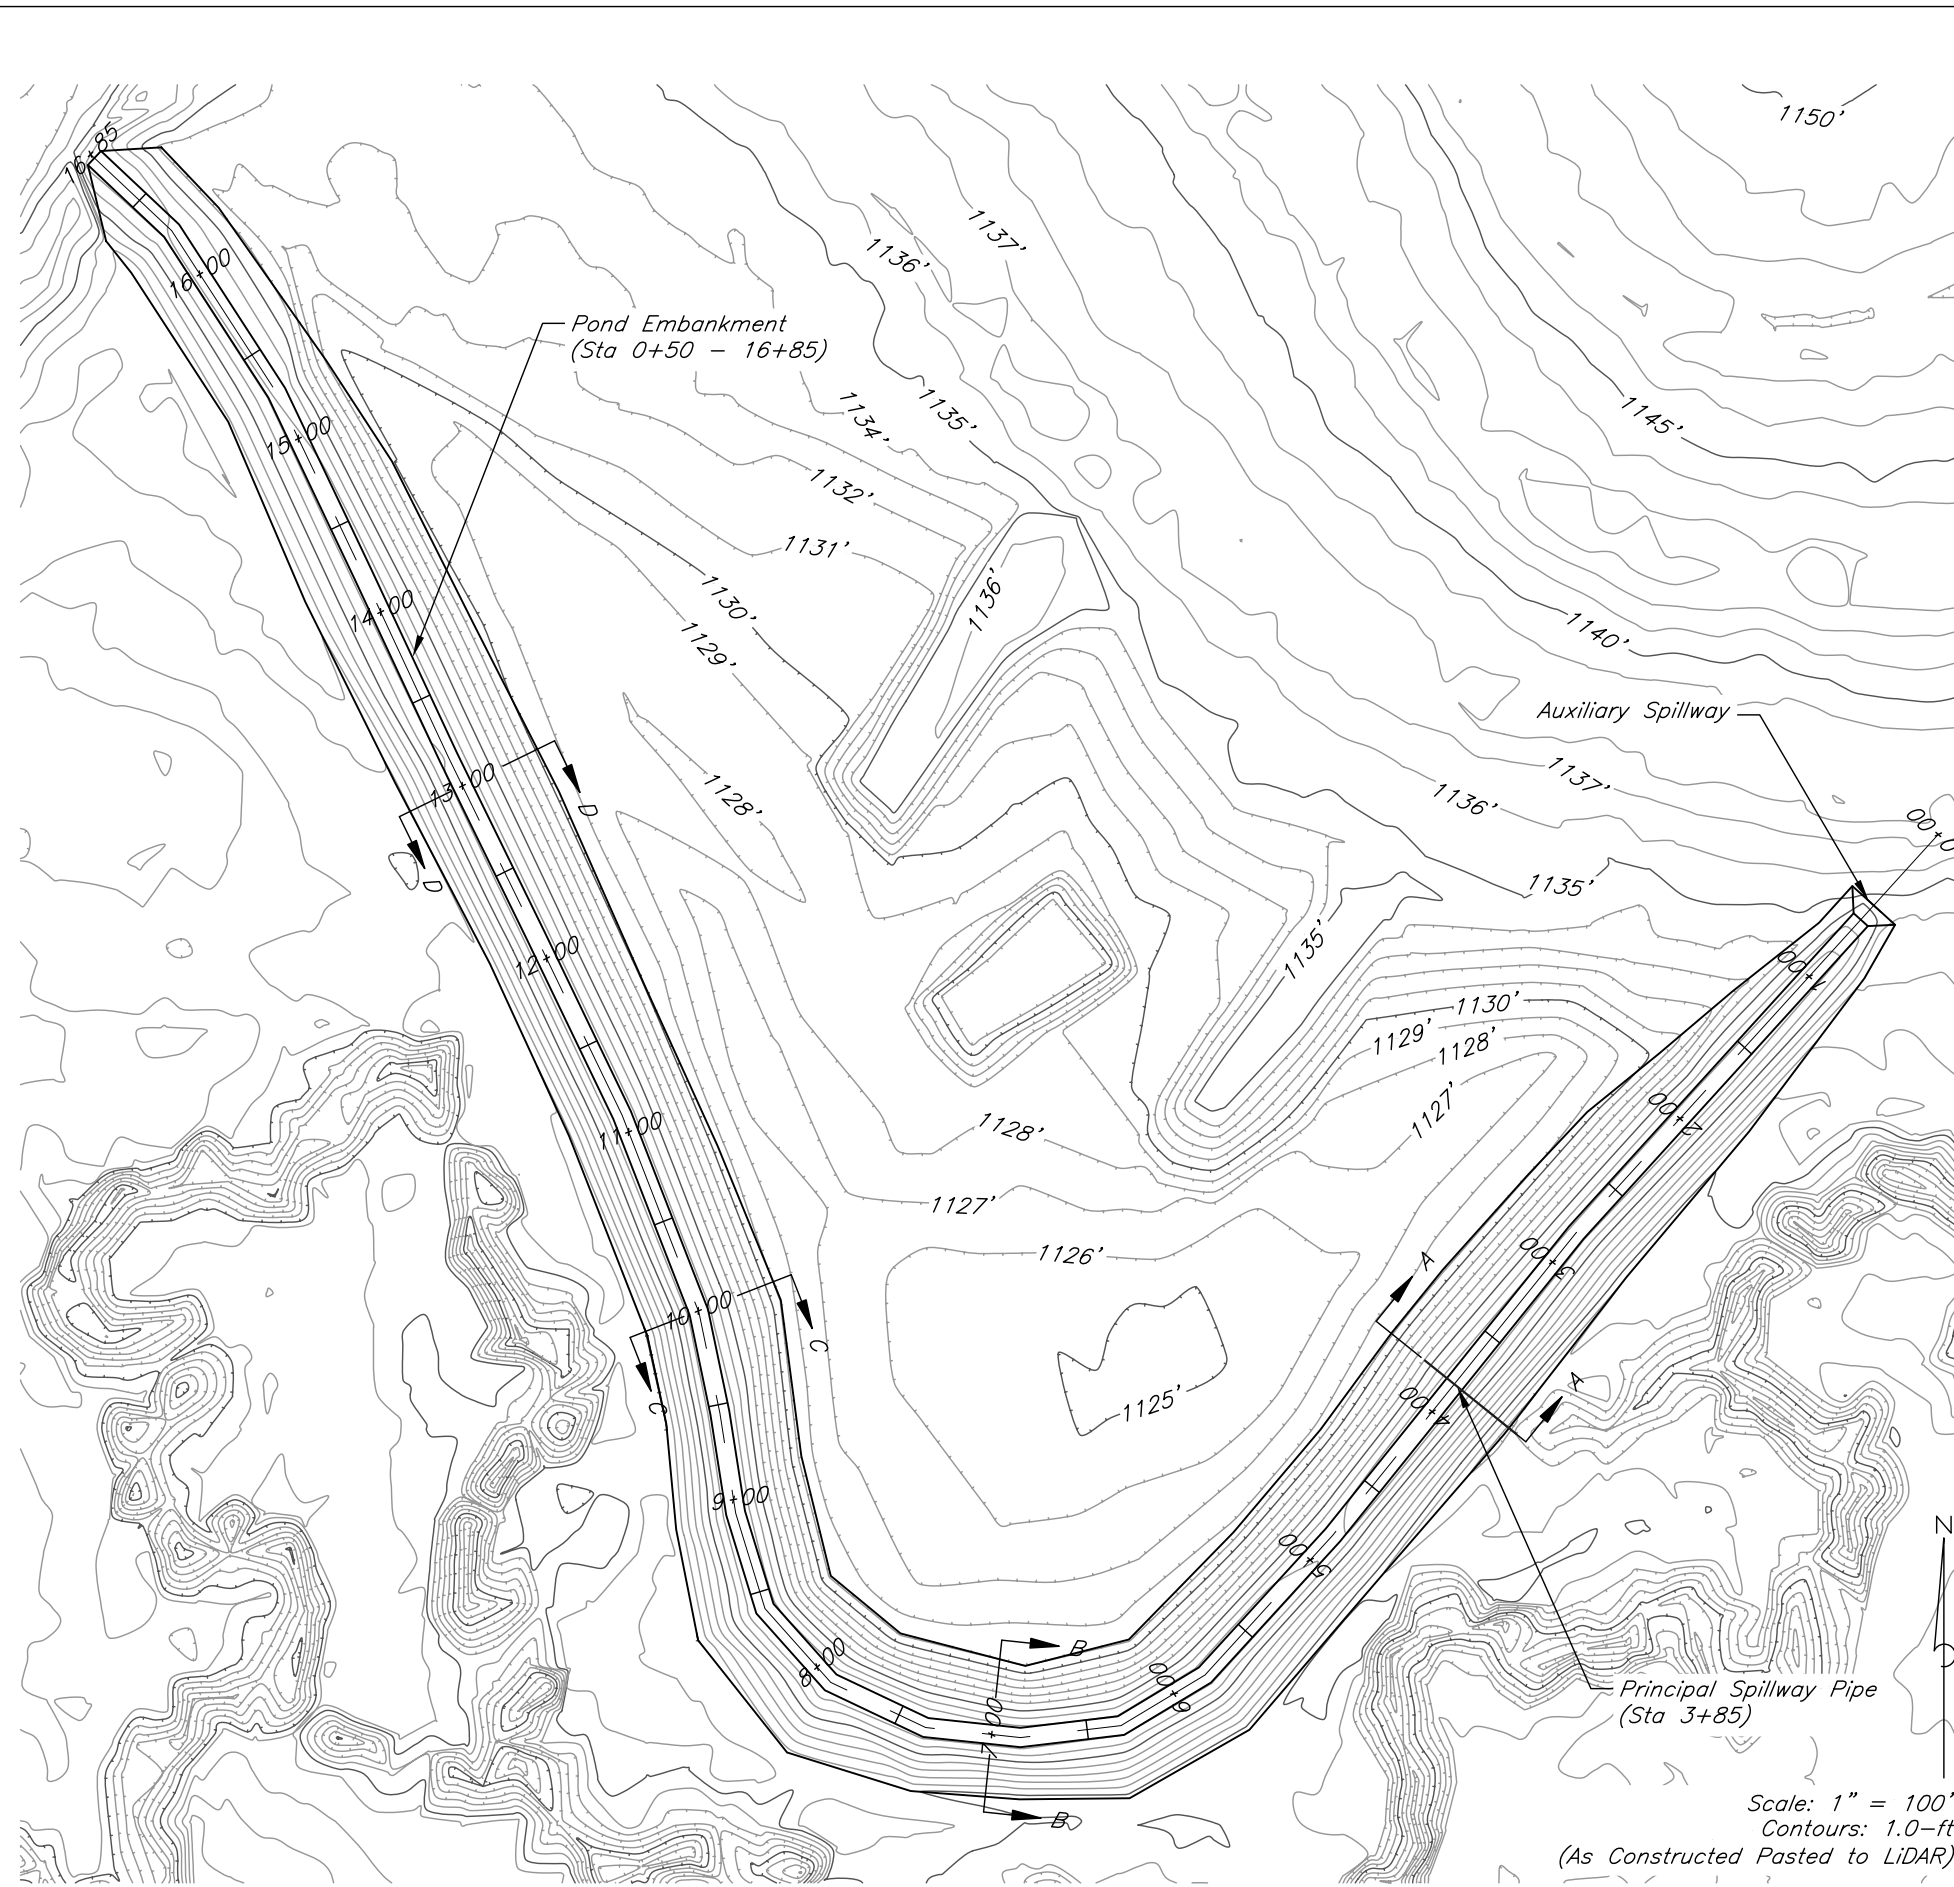 1150'
16+85
1137'
1136'
16+00
Pond Embankment
(Sta 0+50 - 16+85)
1134'
1135'
1145'
15+00
1132'
1131'
1136'
1130'
14+00
1129'
1140'
Auxiliary Spillway
13+00
D
1128'
1137'
1136'
0+00
D
1135'
12+00
1135'
1+00
1130'
1129'
1128'
1127'
2+00
11+00
1128'
1127'
1126'
3+00
A
10+00
C
1125'
4+00
A
C
9+00
5+00
N
8+00
B
6+00
7+00
Principal Spillway Pipe
(Sta 3+85)
B
Scale: 1" = 100'
Contours: 1.0-ft
(As Constructed Pasted to LiDAR)